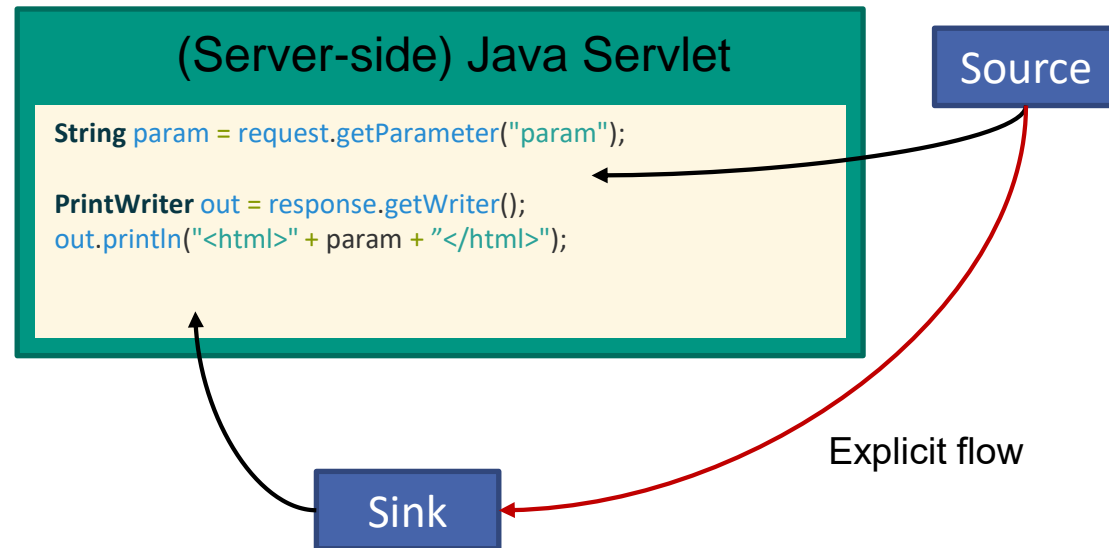 (Server-side) Java Servlet
Source
String param = request.getParameter("param");
PrintWriter out = response.getWriter();
out.println("<html>" + param + ”</html>");
Explicit flow
Sink